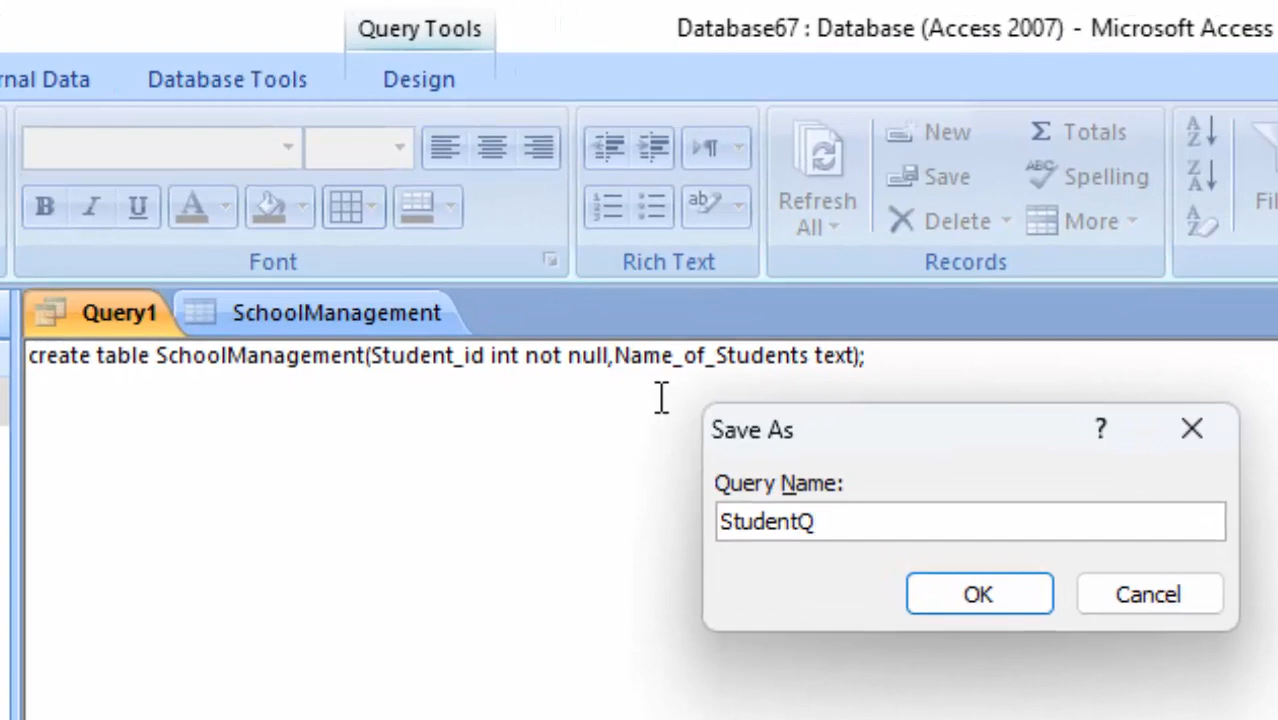 Query Tools
Database67 : Database (Access 2007) - Microsoft Access
rnal Data Database Tools Design
New Σ Totals
Save ABC Spelling
Refresh All
Delete More
Fil
B I U A ab
Font Rich Text Records
Query1 SchoolManagement
create table SchoolManagement(Student_id int not null,Name_of_Students text);
Save As ?
Query Name:
StudentQ
OK Cancel